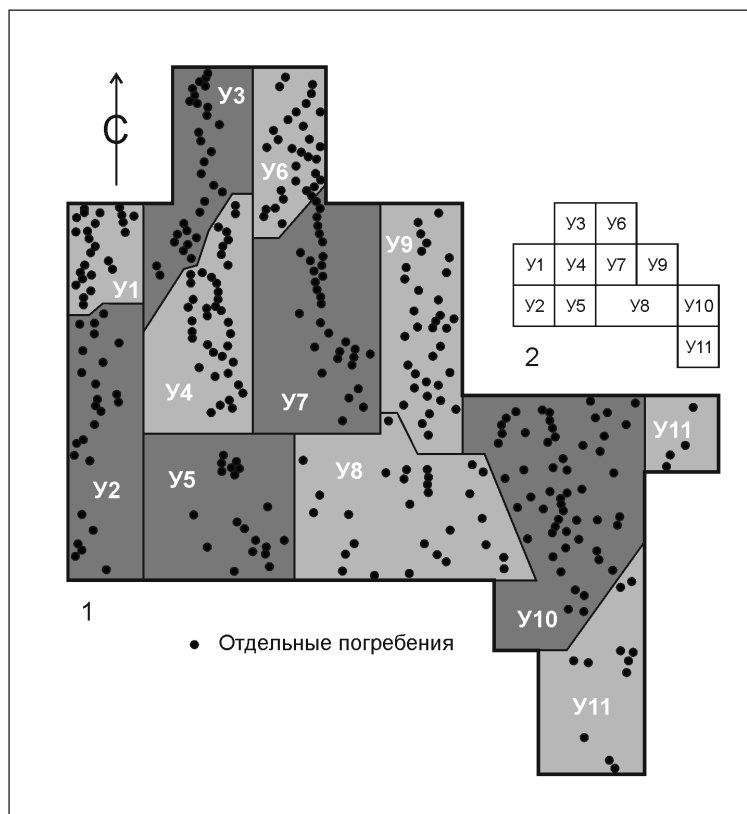 С
У3
У6
У9
У1
У4
У7
У2
У5
У8
У11
У10
У11
У3 У6
У1 У4 У7 У9
У2 У5 У8 У10
У11
1
2
Отдельные погребения